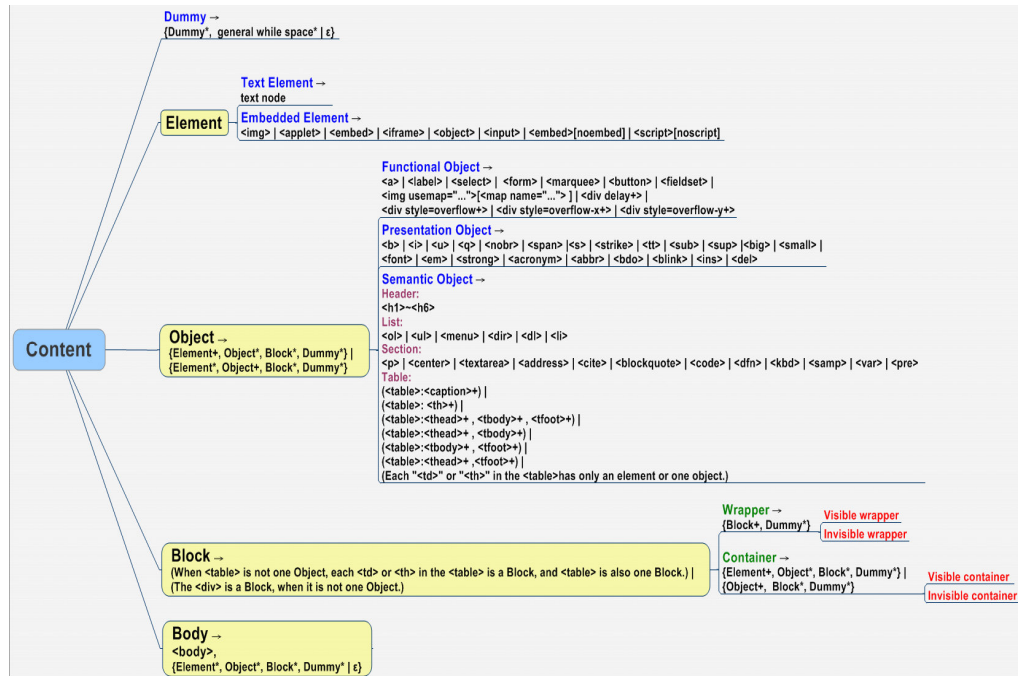 Dummy →
{Dummy*, general while space* | ε}
Text Element →
text node
Element
Embedded Element →
<img> | <applet> | <embed> | <iframe> | <object> | <input> | <embed>[noembed] | <script>[noscript]
Functional Object →
<a> | <label> | <select> | <form> | <marquee> | <button> | <fieldset> |
<img usemap="...">[<map name="..."> ] | <div delay+> |
<div style=overflow+> | <div style=overflow-x+> | <div style=overflow-y+>
Presentation Object →
<b> | <i> | <u> | <q> | <nobr> | <span> |<s> | <strike> | <tt> | <sub> | <sup> |<big> | <small> |
<font> | <em> | <strong> | <acronym> | <abbr> | <bdo> | <blink> | <ins> | <del>
Semantic Object →
Header:
<h1>~<h6>
List:
<ol> | <ul> | <menu> | <dir> | <dl> | <li>
Section:
<p> | <center> | <textarea> | <address> | <cite> | <blockquote> | <code> | <dfn> | <kbd> | <samp> | <var> | <pre>
Table:
(<table>:<caption>+) |
(<table>: <th>+) |
(<table>:<thead>+ , <tbody>+ , <tfoot>+) |
(<table>:<thead>+ , <tbody>+) |
(<table>:<tbody>+ , <tfoot>+) |
(<table>:<thead>+ ,<tfoot>+) |
(Each "<td>" or "<th>" in the <table>has only an element or one object.)
Content
Object →
{Element+, Object*, Block*, Dummy*} |
{Element*, Object+, Block*, Dummy*}
Wrapper →
{Block+, Dummy*}
Visible wrapper
Invisible wrapper
Block →
(When <table> is not one Object, each <td> or <th> in the <table> is a Block, and <table> is also one Block.) |
(The <div> is a Block, when it is not one Object.)
Container →
{Element+, Object*, Block*, Dummy*} |
{Object+, Block*, Dummy*}
Visible container
Invisible container
Body →
<body>,
{Element*, Object*, Block*, Dummy* | ε}